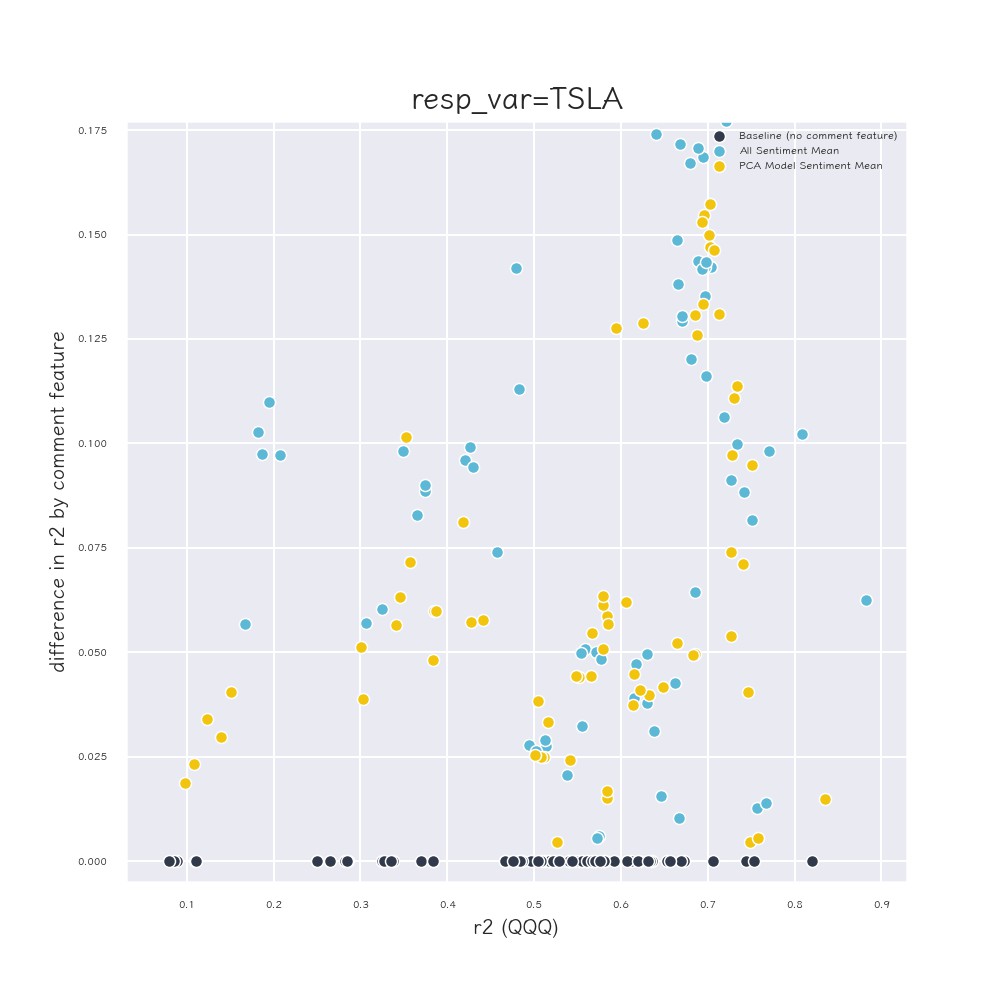 resp_var=TSLA
Baseline (no comment feature)
All Sentiment Mean
PCA Model Sentiment Mean
difference in r2 by comment feature
0.175
0.150
0.125
0.100
0.075
0.050
0.025
0.000
0.1 0.2 0.3 0.4 0.5 0.6 0.7 0.8 0.9
r2 (QQQ)